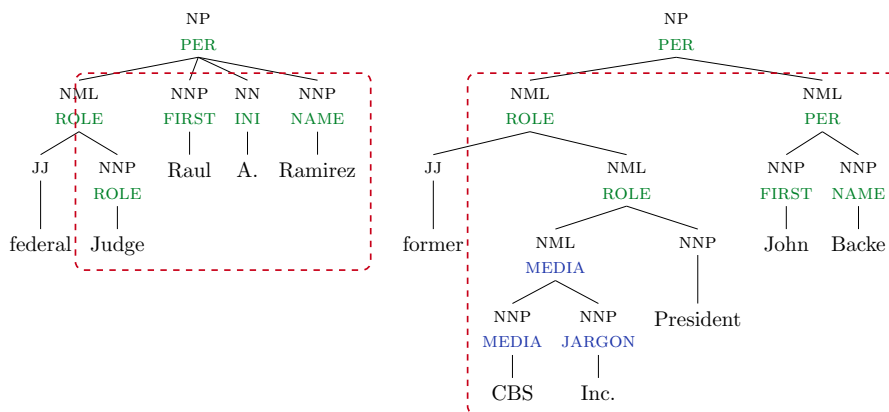 NP NP
PER PER
NML NNP NN NNP NML NML
ROLE FIRST INI NAME ROLE PER
JJ NNP Raul A. Ramirez JJ NML NNP NNP
ROLE ROLE FIRST NAME
federal Judge former NML NNP John Backe
MEDIA
NNP NNP President
MEDIA JARGON
CBS Inc.